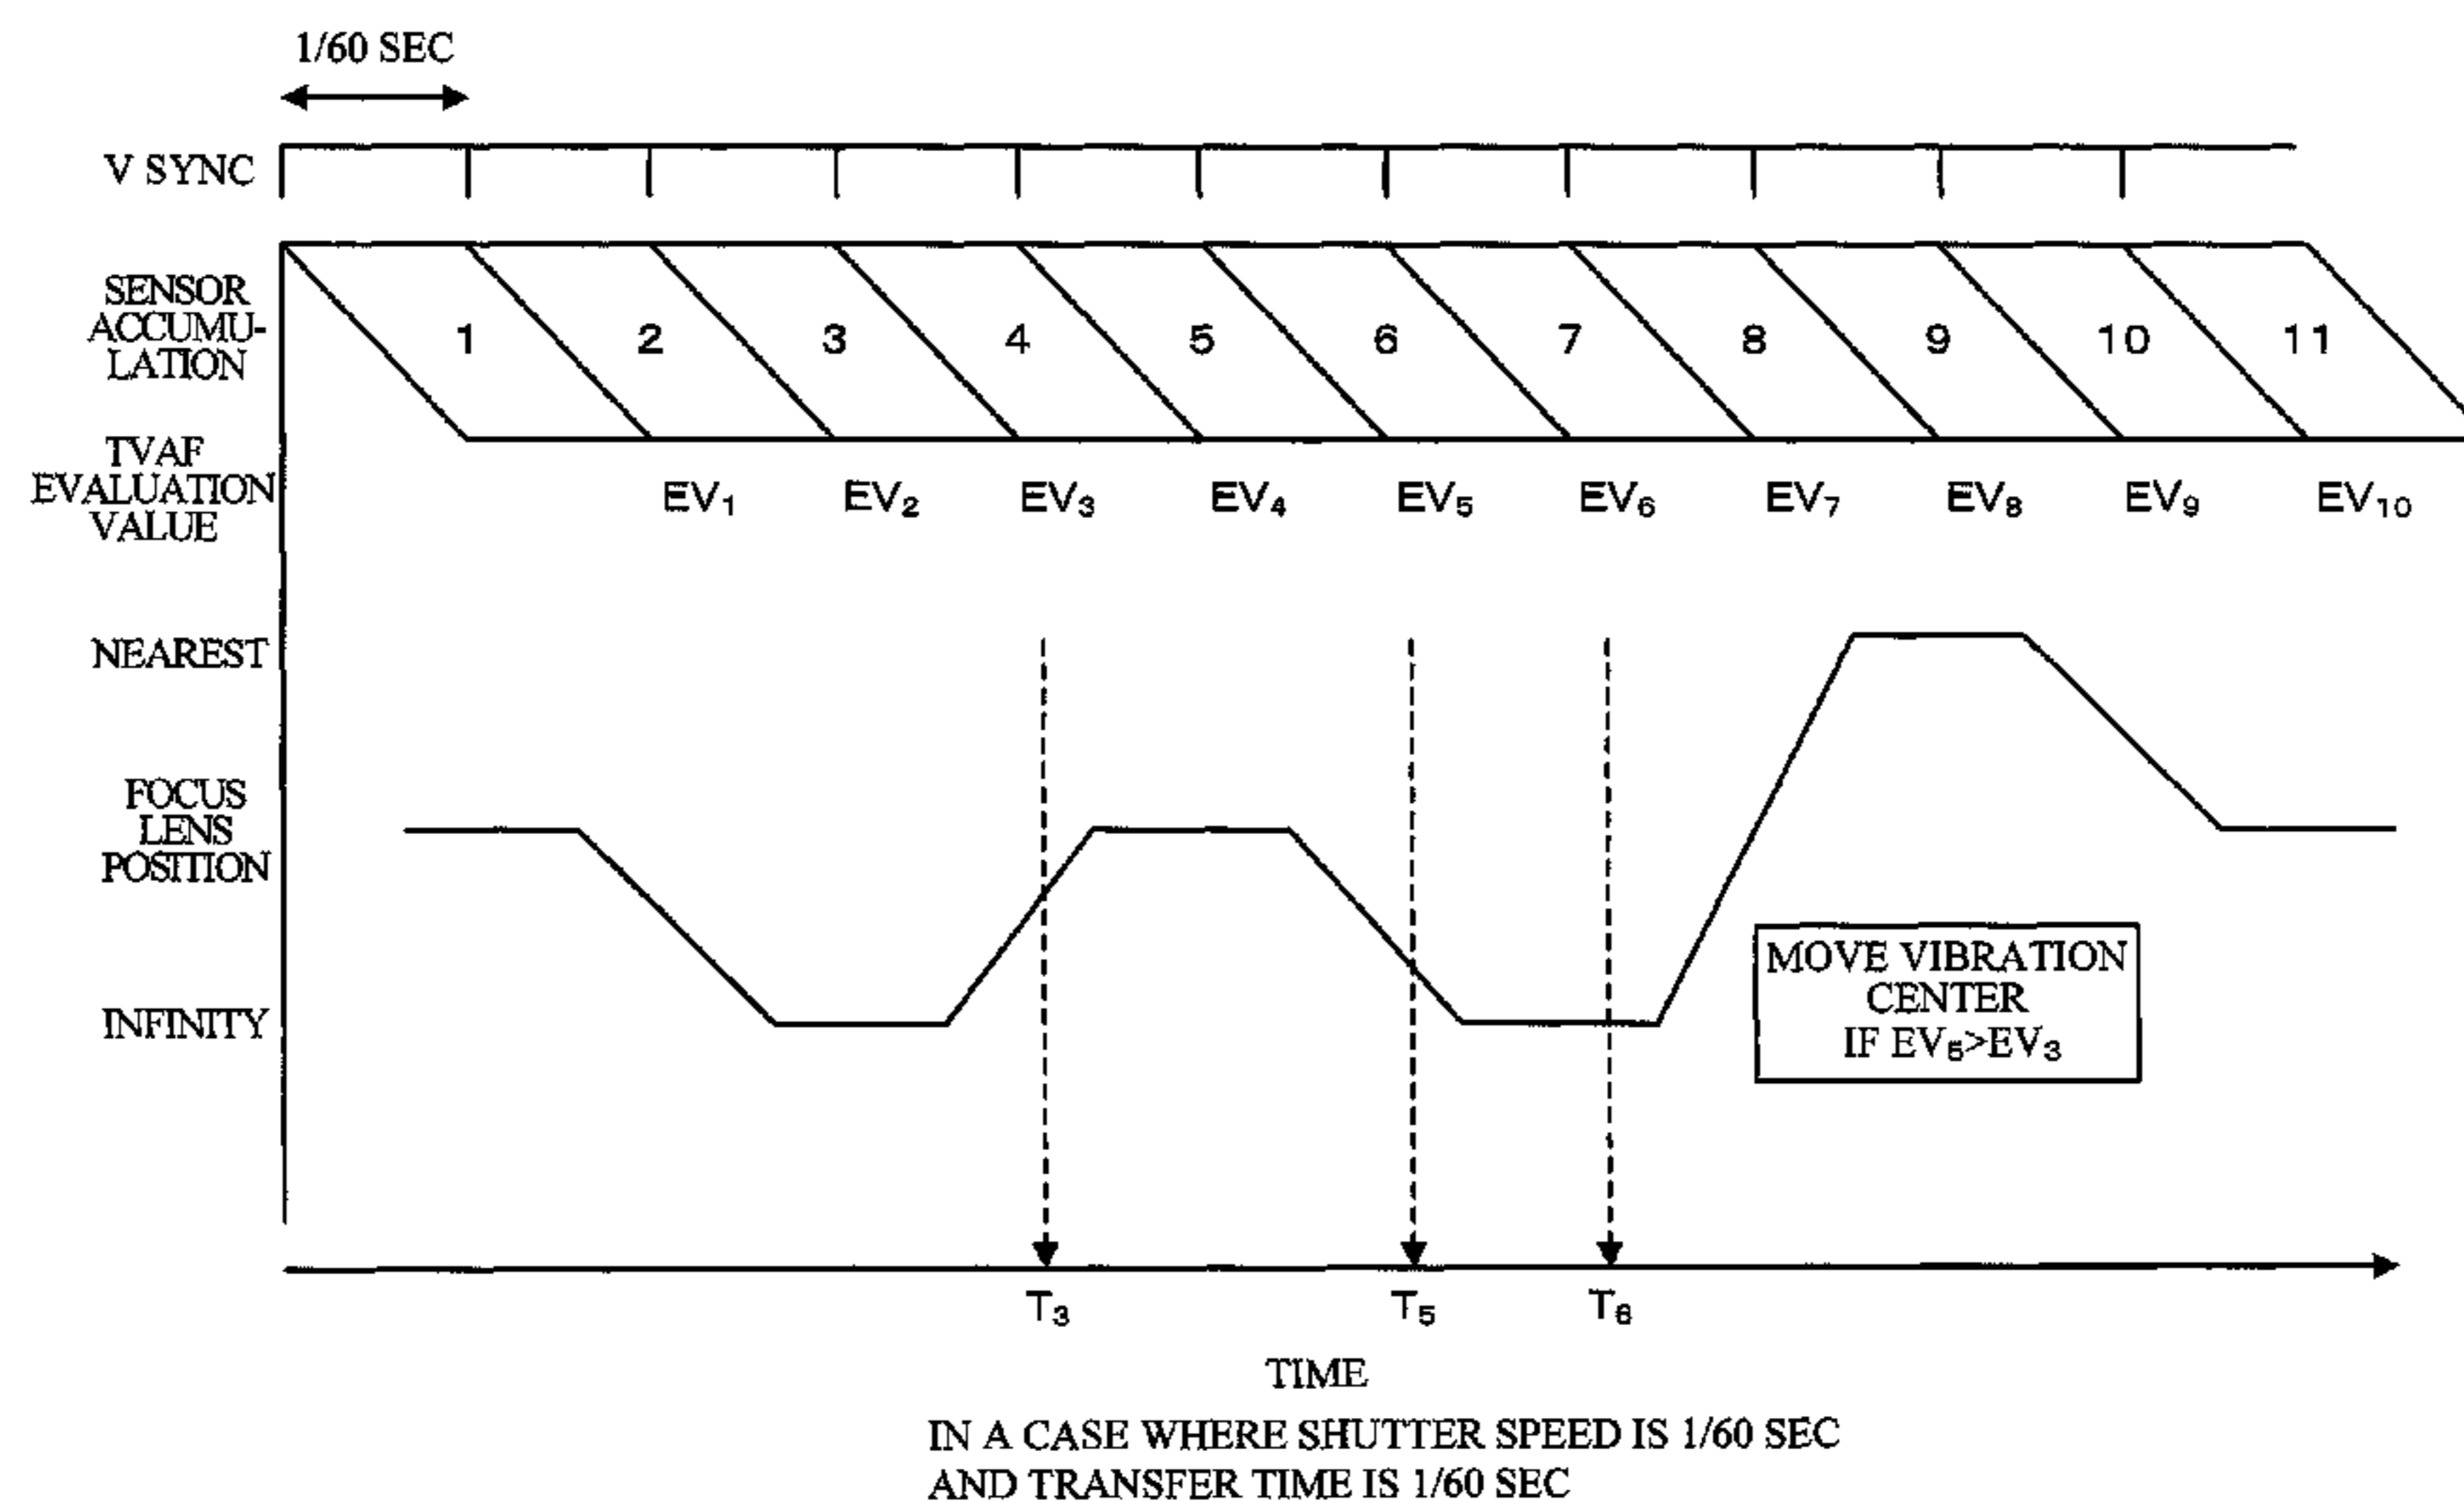 1/60 SEC
V SYNC
SENSOR
ACCUMU-
LATION
1 2 3 4 5 6 7 8 9 10 11
TVAF
EVALUATION
VALUE
EV1 EV2 EV3 EV4 EV5 EV6 EV7 EV8 EV9 EV10
NEAREST
FOCUS
LENS
POSITION
INFINITY
MOVE VIBRATION
CENTER
IF EV5>EV3
T3 T5 T6
TIME
IN A CASE WHERE SHUTTER SPEED IS 1/60 SEC
AND TRANSFER TIME IS 1/60 SEC